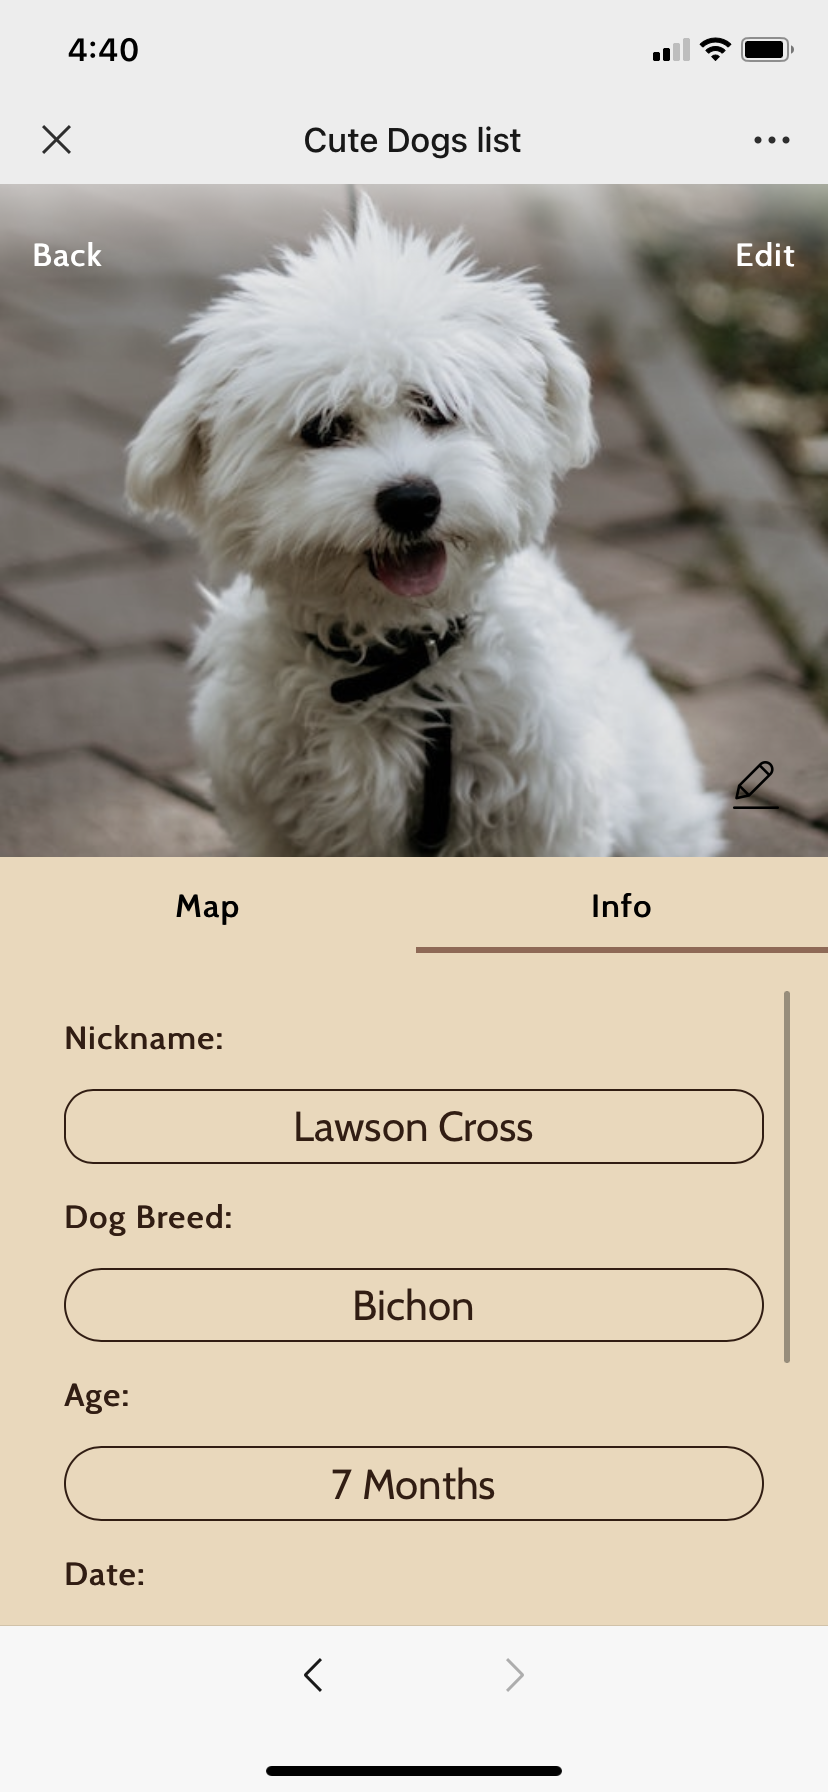 4:40
Cute Dogs list
Back
Edit
Map
Info
Nickname:
Lawson Cross
Dog Breed:
Bichon
Age:
7 Months
Date: